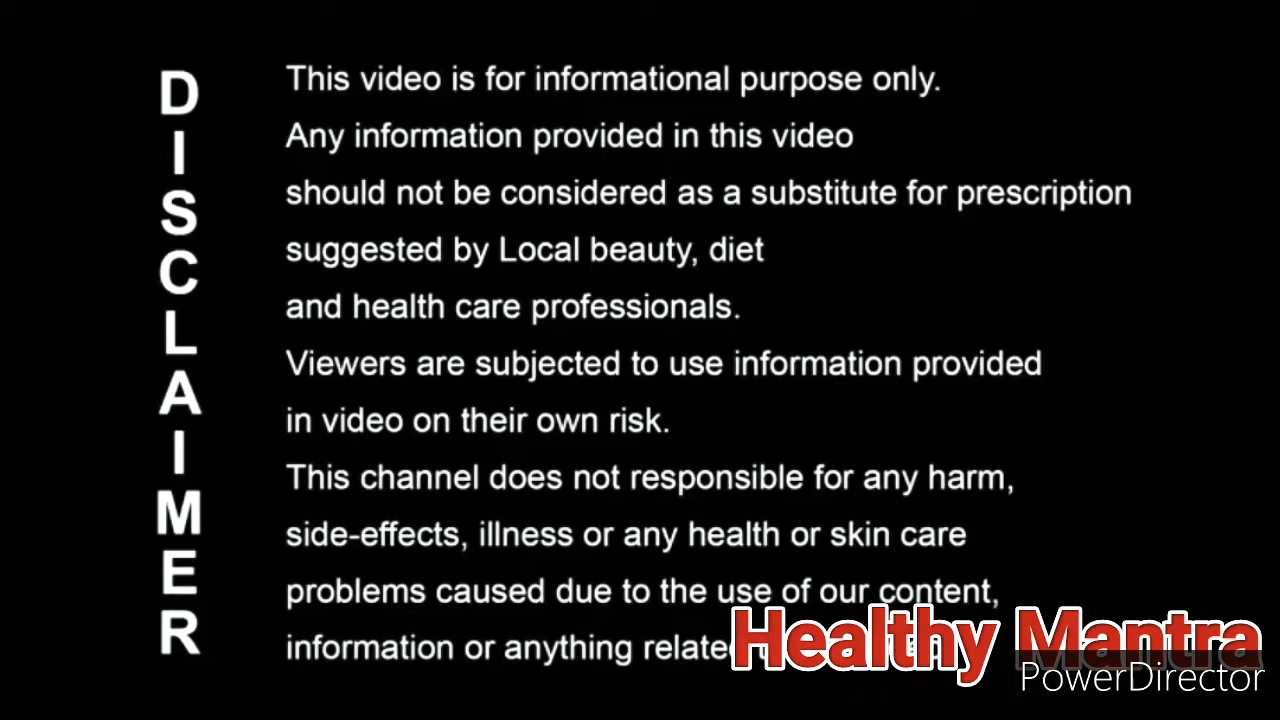 DISCLAIMER
This video is for informational purpose only.
Any information provided in this video
should not be considered as a substitute for prescription
suggested by Local beauty, diet
and health care professionals.
Viewers are subjected to use information provided
in video on their own risk.
This channel does not responsible for any harm,
side-effects, illness or any health or skin care
problems caused due to the use of our content,
information or anything related
Healthy Mantra
PowerDirector